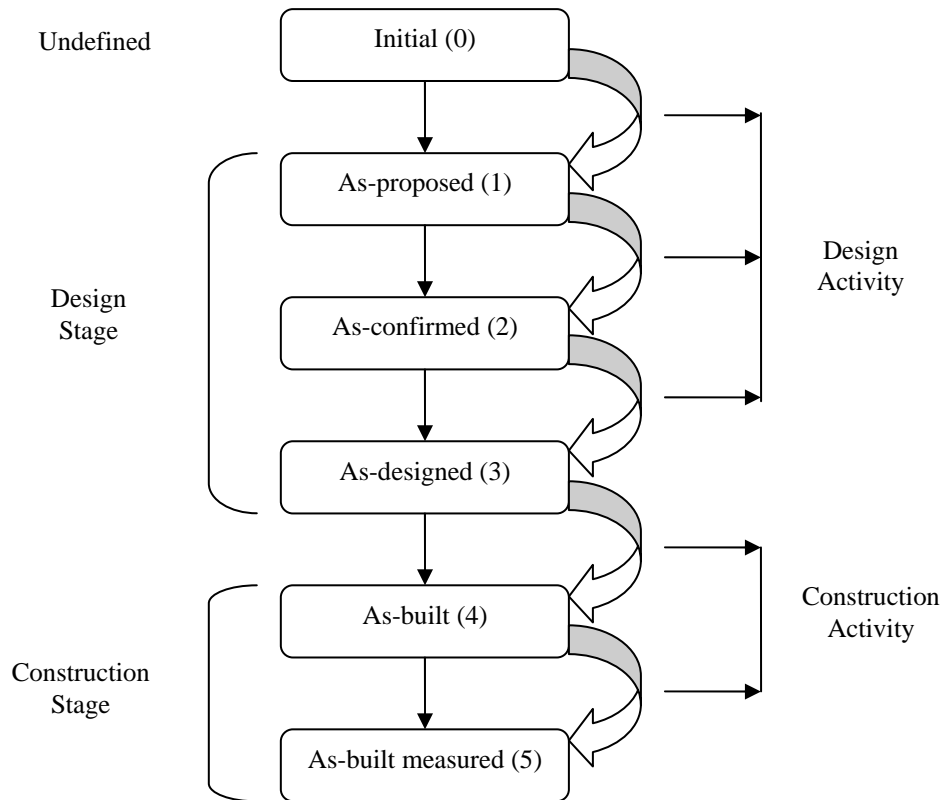 Undefined
Initial (0)
As-proposed (1)
Design
Stage
As-confirmed (2)
Design
Activity
As-designed (3)
As-built (4)
Construction
Activity
Construction
Stage
As-built measured (5)